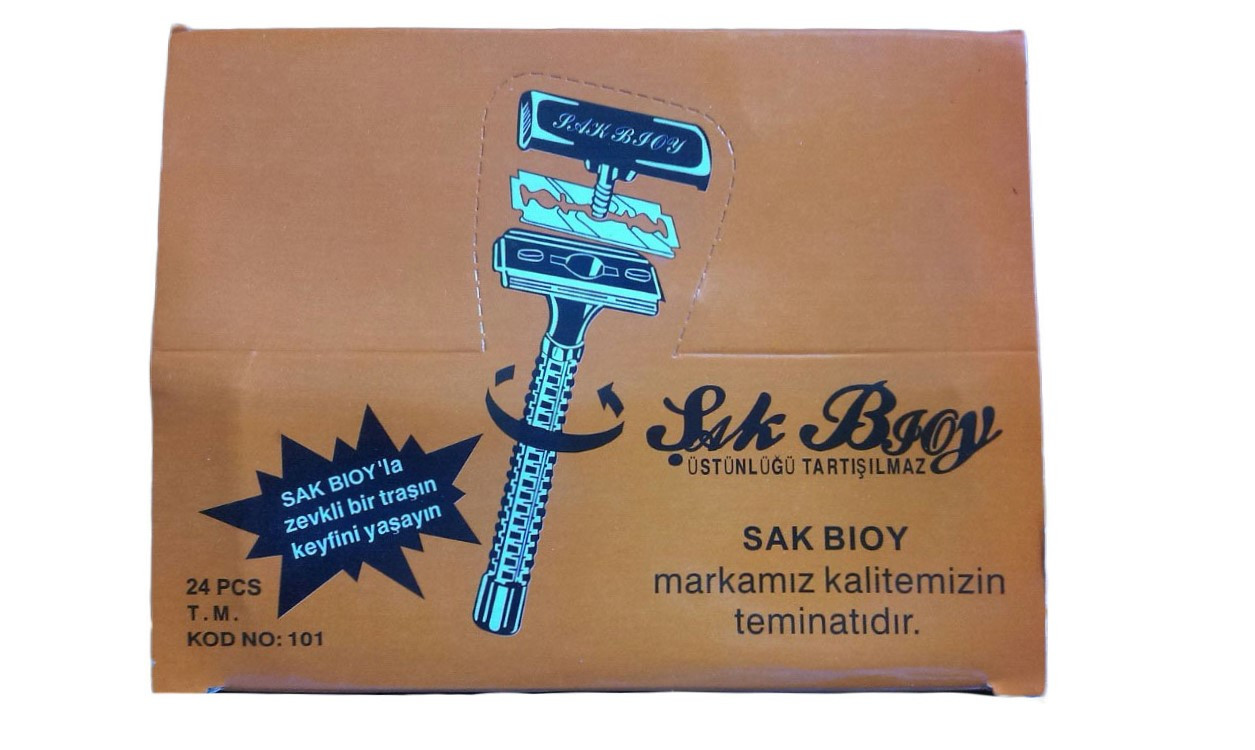 SAK BIOY
Şak Bıoy
ÜSTÜNLÜĞÜ TARTIŞILMAZ
SAK BIOY'la
zevkli bir traşın
keyfini yaşayın
SAK BIOY
markamız kalitemizin
teminatıdır.
24 PCS
T.M.
KOD NO: 101